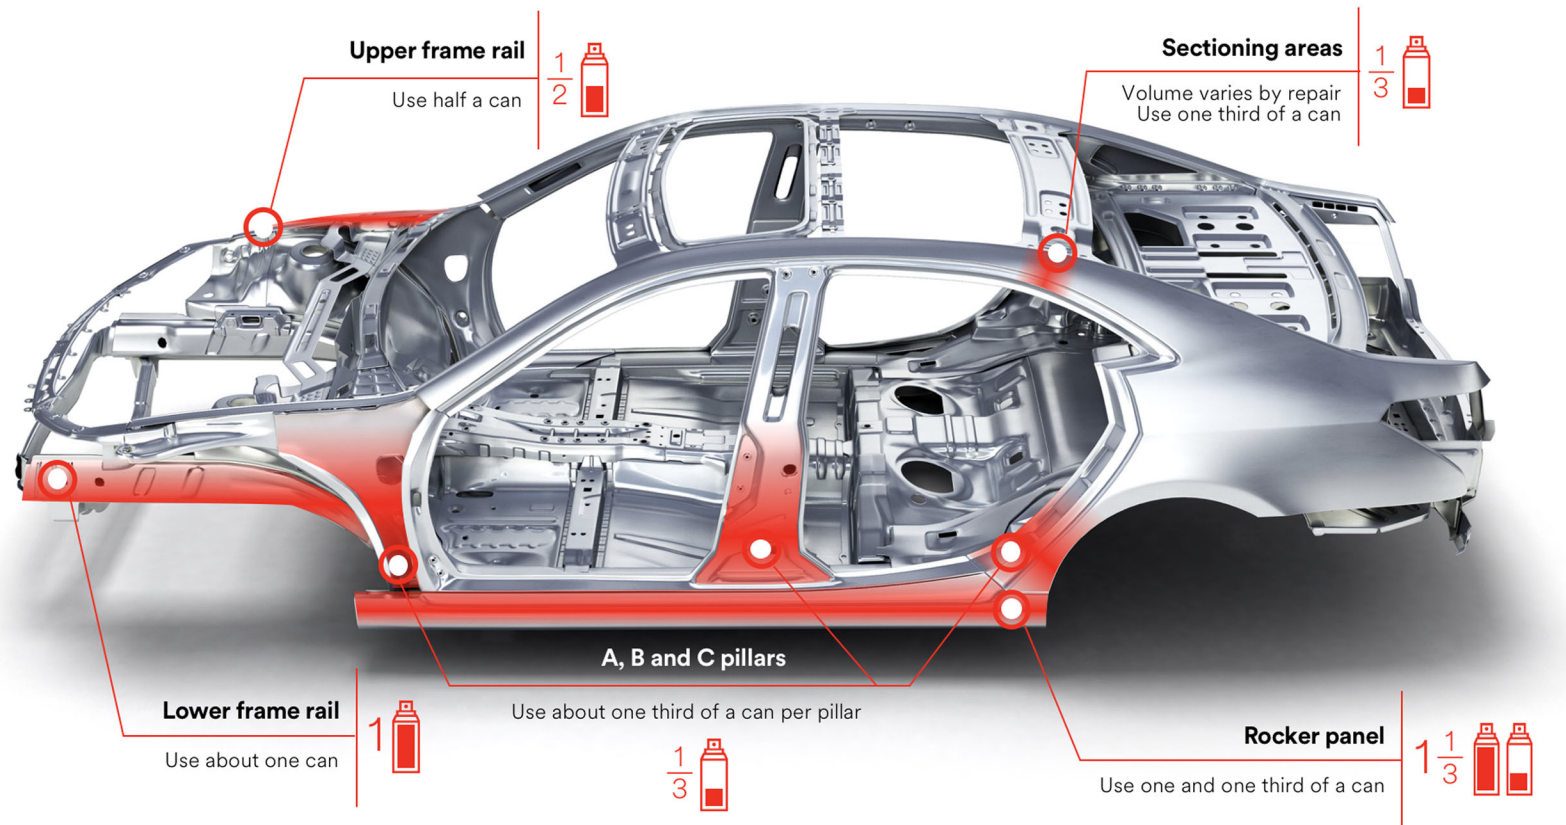 Upper frame rail
Use half a can
1
2
Sectioning areas
Volume varies by repair
Use one third of a can
1
3
A, B and C pillars
Use about one third of a can per pillar
1
3
Lower frame rail
Use about one can
1
Rocker panel
Use one and one third of a can
1 1
3